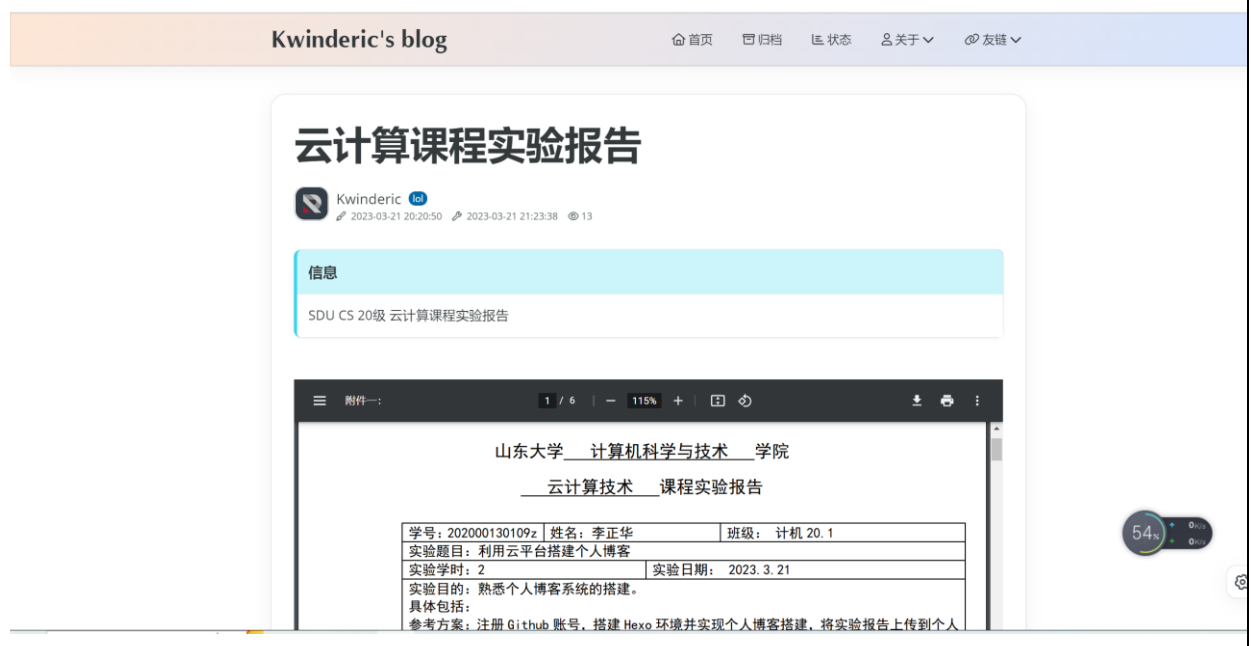 Kwinderic's blog
首页 归档 状态 关于 友链
云计算课程实验报告
Kwinderic lol
2023-03-21 20:20:50 2023-03-21 21:23:38 13
信息
SDU CS 20级 云计算课程实验报告
附件一: 1 / 6 | − 115% + |
山东大学 计算机科学与技术 学院
云计算技术 课程实验报告
学号：202000130109z 姓名：李正华 班级： 计机 20.1
实验题目：利用云平台搭建个人博客
实验学时：2 实验日期： 2023.3.21
实验目的：熟悉个人博客系统的搭建。
具体包括：
参考方案：注册 Github 账号，搭建 Hexo 环境并实现个人博客搭建，将实验报告上传到个人
54%
0K/s
0K/s